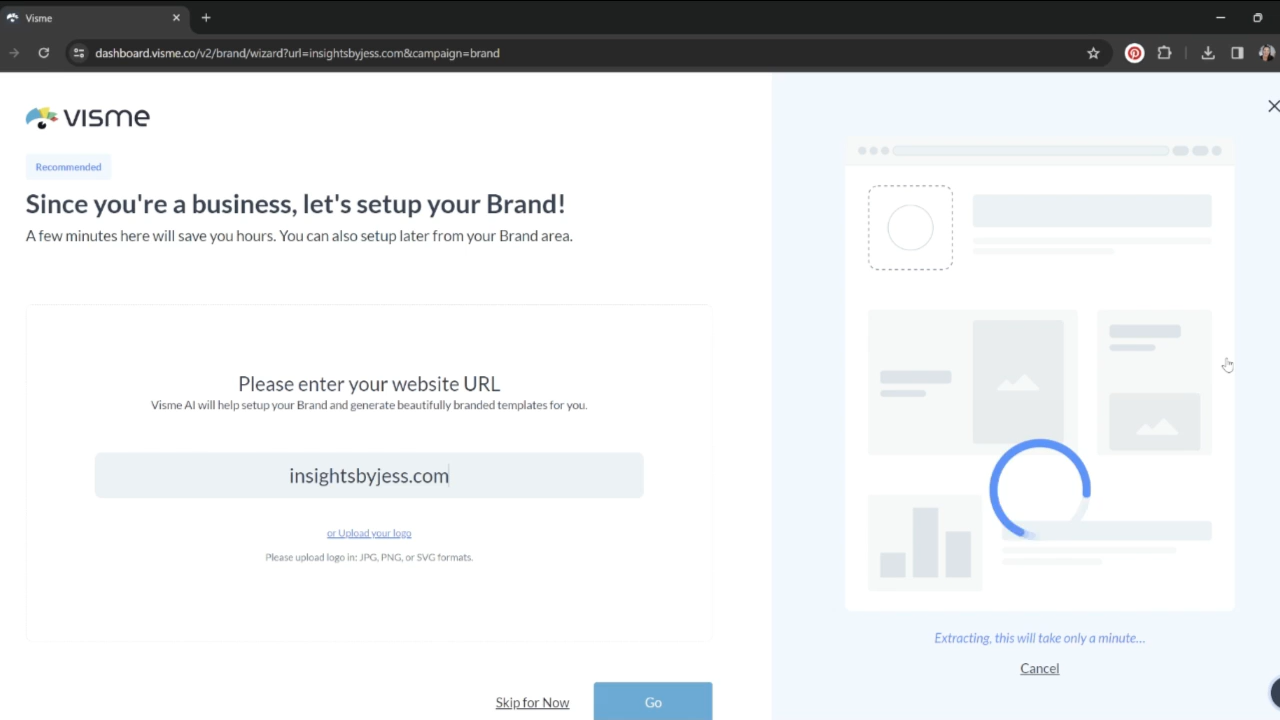 Visme
dashboard.visme.co/v2/brand/wizard?url=insightsbyjess.com&campaign=brand
VISME
Recommended
Since you're a business, let's setup your Brand!
A few minutes here will save you hours. You can also setup later from your Brand area.
Please enter your website URL
Visme AI will help setup your Brand and generate beautifully branded templates for you.
insightsbyjess.com
or Upload your logo
Please upload logo in: JPG, PNG, or SVG formats.
Skip for Now
Go
Extracting, this will take only a minute...
Cancel